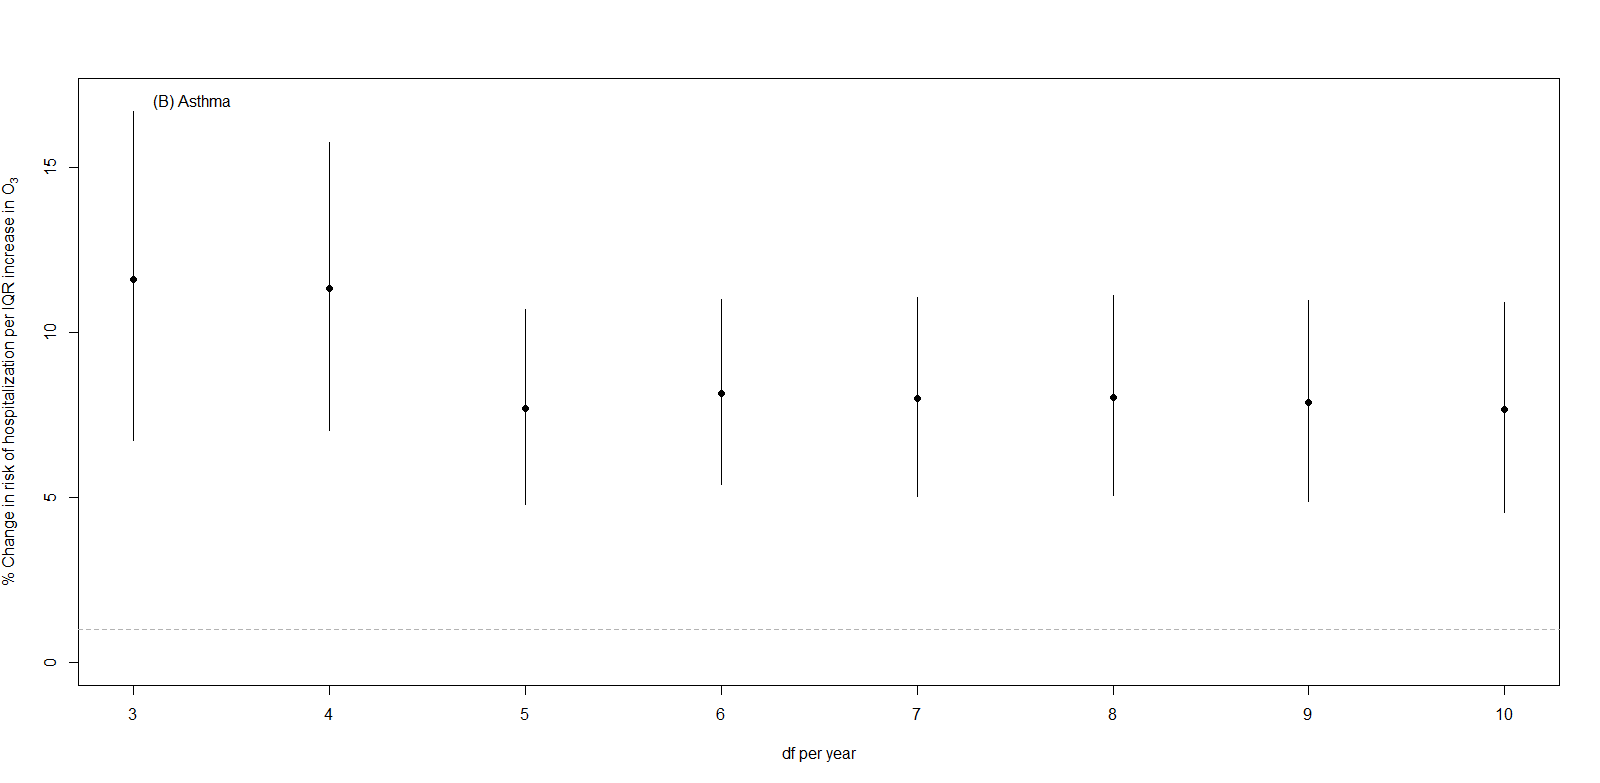 (B) Asthma
% Change in risk of hospitalization per IQR increase in O₃
15
10
5
0
3 4 5 6 7 8 9 10
df per year